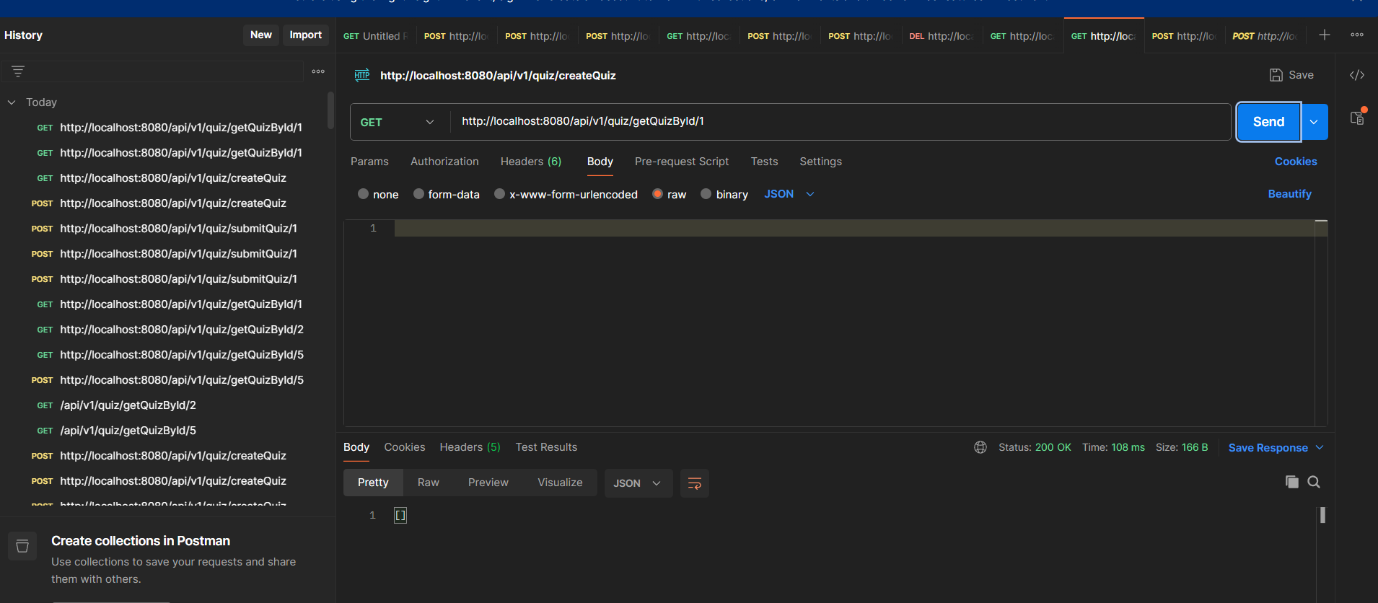 History
New
Import
GET Untitled
POST http://lo
POST http://lo
POST http://lo
GET http://loc
POST http://lo
POST http://lo
DEL http://loc
GET http://loc
GET http://loc
POST http://lo
POST http://lo
HTTP http://localhost:8080/api/v1/quiz/createQuiz
Save
Today
GET http://localhost:8080/api/v1/quiz/getQuizById/1
GET http://localhost:8080/api/v1/quiz/getQuizById/1
GET http://localhost:8080/api/v1/quiz/createQuiz
POST http://localhost:8080/api/v1/quiz/createQuiz
POST http://localhost:8080/api/v1/quiz/submitQuiz/1
POST http://localhost:8080/api/v1/quiz/submitQuiz/1
POST http://localhost:8080/api/v1/quiz/submitQuiz/1
GET http://localhost:8080/api/v1/quiz/getQuizById/1
GET http://localhost:8080/api/v1/quiz/getQuizById/2
GET http://localhost:8080/api/v1/quiz/getQuizById/5
POST http://localhost:8080/api/v1/quiz/getQuizById/5
GET /api/v1/quiz/getQuizById/2
GET /api/v1/quiz/getQuizById/5
POST http://localhost:8080/api/v1/quiz/createQuiz
POST http://localhost:8080/api/v1/quiz/createQuiz
POST http://localhost:8080/api/v1/quiz/createQuiz
Create collections in Postman
Use collections to save your requests and share
them with others.
GET
http://localhost:8080/api/v1/quiz/getQuizById/1
Send
Params
Authorization
Headers (6)
Body
Pre-request Script
Tests
Settings
Cookies
none
form-data
x-www-form-urlencoded
raw
binary
JSON
Beautify
1
Body
Cookies
Headers (5)
Test Results
Status: 200 OK
Time: 108 ms
Size: 166 B
Save Response
Pretty
Raw
Preview
Visualize
JSON
1 []